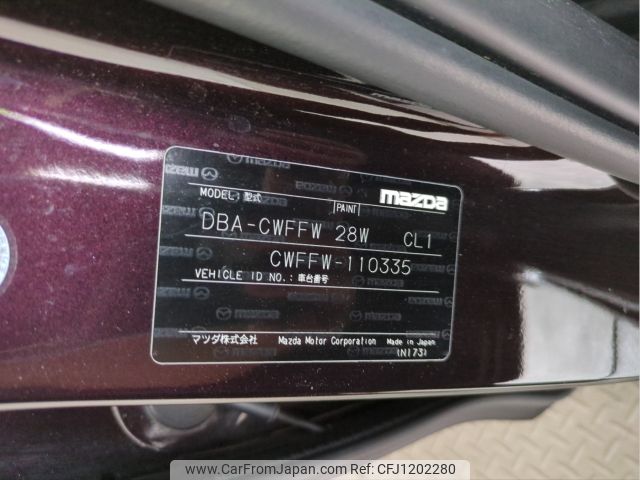 mazda
MODEL:型式 PAINT
DBA-CWFFW 28W CL1
CWFFW-110335
VEHICLE ID NO.:車台番号
マツダ株式会社 Mazda Motor Corporation Made in Japan
(N173)
www.CarFromJapan.com | Ref. No: CFJ1202280